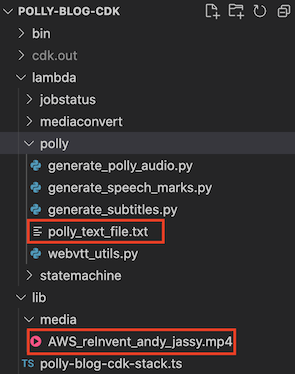 POLLY-BLOG-CDK
bin
cdk.out
lambda
jobstatus
mediaconvert
polly
generate_polly_audio.py
generate_speech_marks.py
generate_subtitles.py
polly_text_file.txt
webvtt_utils.py
statemachine
lib
media
AWS_reInvent_andy_jassy.mp4
polly-blog-cdk-stack.ts